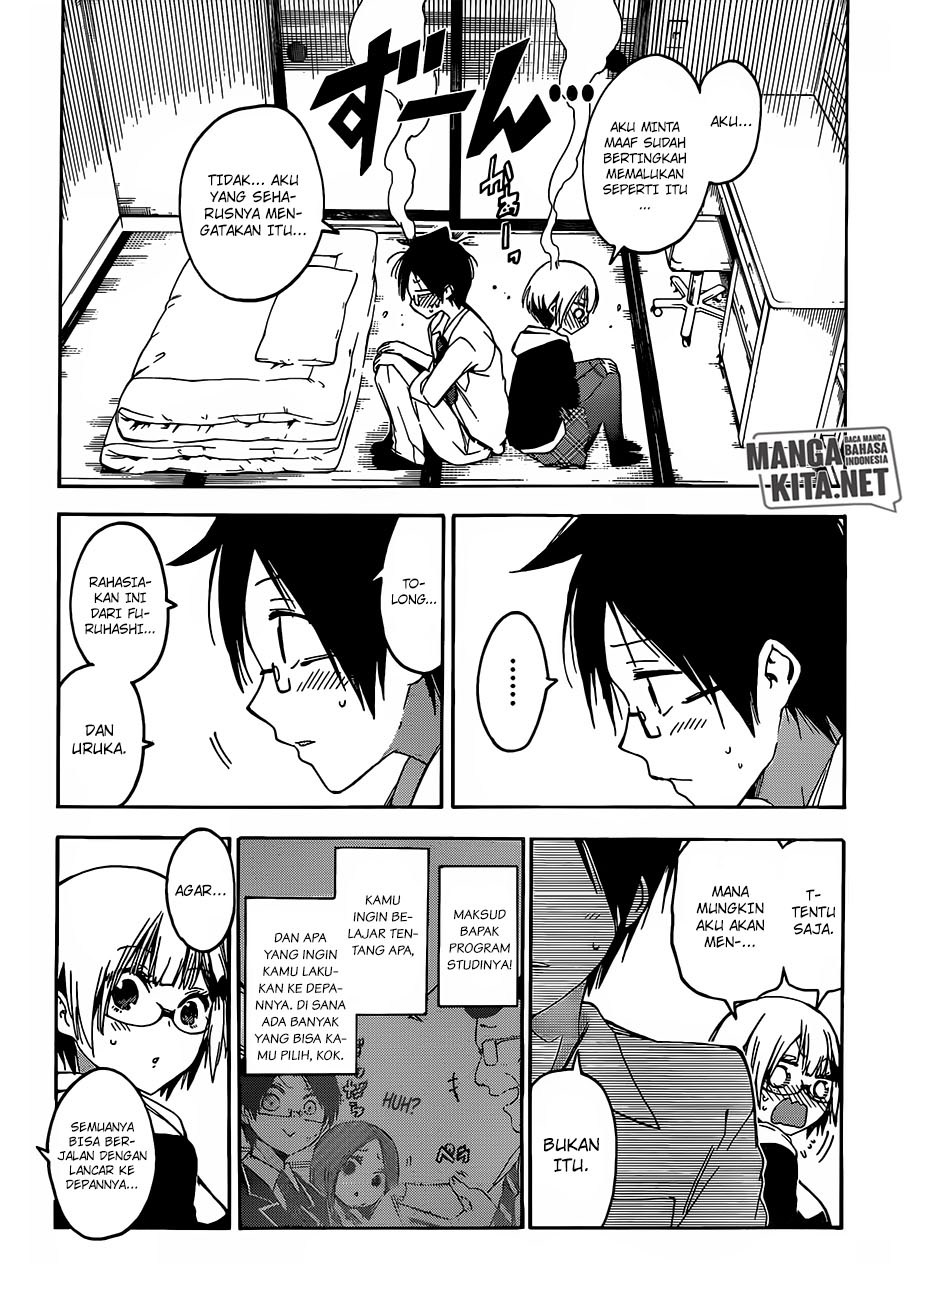 AKU...
AKU MINTA
MAAF SUDAH
BERTINGKAH
MEMALUKAN
SEPERTI ITU
...
ずーん...
TIDAK... AKU
YANG SEHA-
RUSNYA MEN-
GATAKAN ITU...
MANGA
KITA.NET
BACA MANGA
BAHASA
INDONESIA
......
TO-
LONG...
RAHASIA-
KAN INI
DARI FU-
RUHASHI...
DAN
URUKA.
T-
TENTU
SAJA.
MANA
MUNGKIN
AKU AKAN
MEN-...
BUKAN
ITU.
MAKSUD
BAPAK
PROGRAM
STUDINYA!
KAMU
INGIN BE-
LAJAR TEN-
TANG APA,
DAN APA
YANG INGIN
KAMU LAKU-
KAN KE DEPA-
NNYA. DI SANA
ADA BANYAK
YANG BISA KA-
MU PILIH, KOK.
HUH?
AGAR...
SEMUANYA
BISA BER-
JALAN DENGAN
LANCAR KE
DEPANNYA...